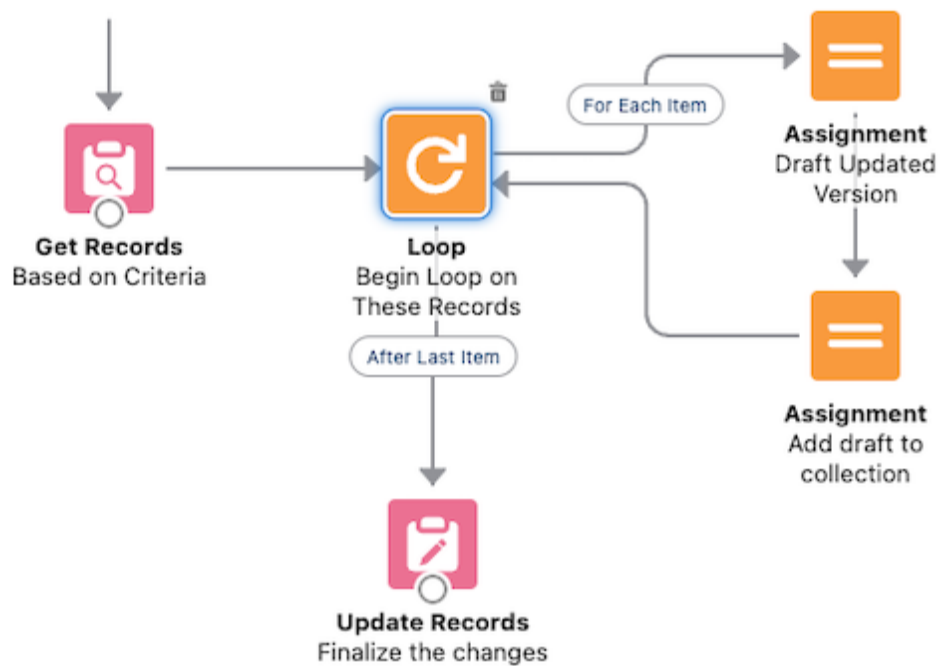 For Each Item
Assignment
Draft Updated
Version
Get Records
Based on Criteria
Loop
Begin Loop on
These Records
After Last Item
Assignment
Add draft to
collection
Update Records
Finalize the changes